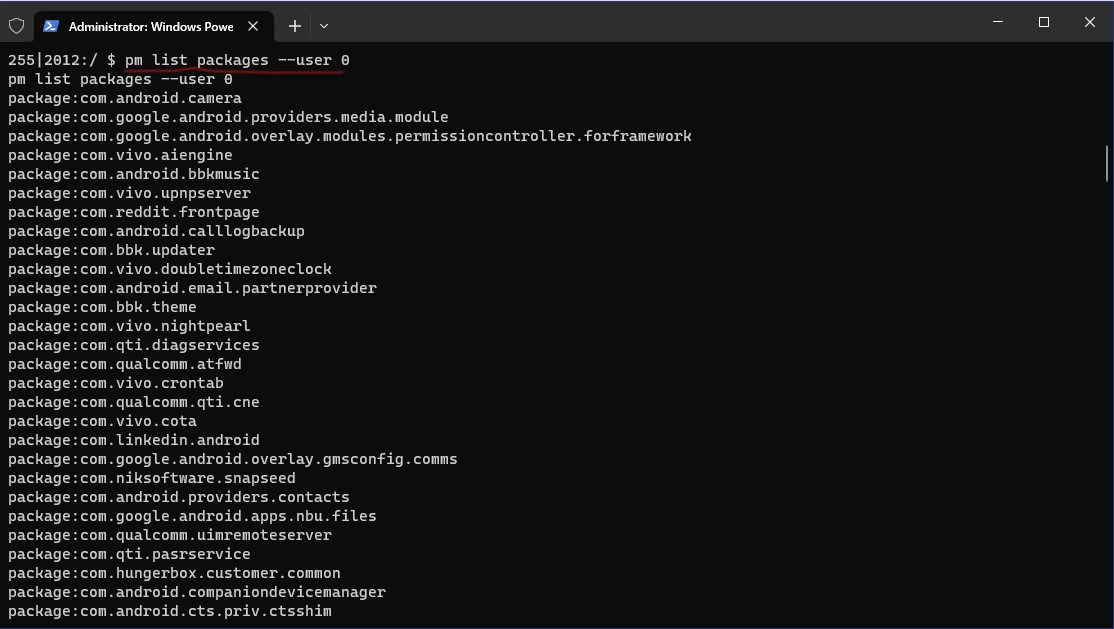 Administrator: Windows Powe
255|2012:/ $ pm list packages --user 0
pm list packages --user 0
package:com.android.camera
package:com.google.android.providers.media.module
package:com.google.android.overlay.modules.permissioncontroller.forframework
package:com.vivo.aiengine
package:com.android.bbkmusic
package:com.vivo.upnpserver
package:com.reddit.frontpage
package:com.android.calllogbackup
package:com.bbk.updater
package:com.vivo.doubletimezoneclock
package:com.android.email.partnerprovider
package:com.bbk.theme
package:com.vivo.nightpearl
package:com.qti.diagservices
package:com.qualcomm.atfwd
package:com.vivo.crontab
package:com.qualcomm.qti.cne
package:com.vivo.cota
package:com.linkedin.android
package:com.google.android.overlay.gmsconfig.comms
package:com.niksoftware.snapseed
package:com.android.providers.contacts
package:com.google.android.apps.nbu.files
package:com.qualcomm.uimremoteserver
package:com.qti.pasrservice
package:com.hungerbox.customer.common
package:com.android.companiondevicemanager
package:com.android.cts.priv.ctsshim